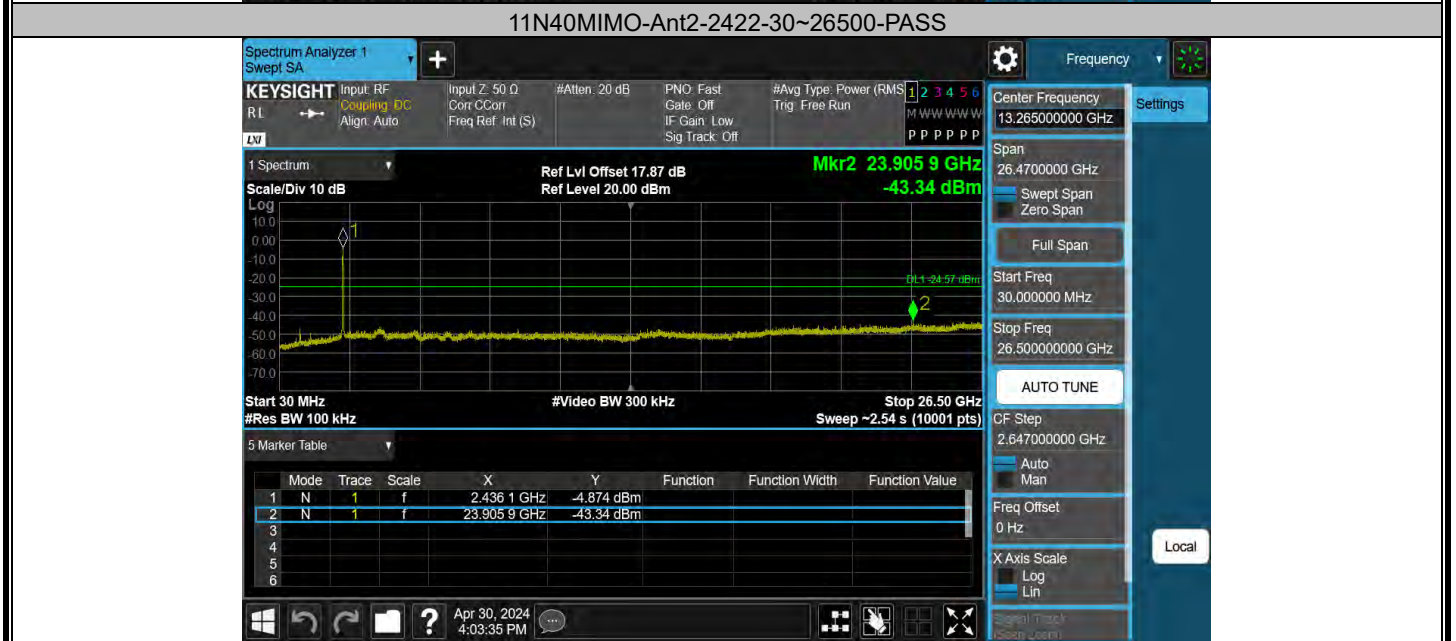 11N40MIMO-Ant2-2422-30~26500-PASS
Spectrum Analyzer 1
Swept SA
+
Frequency
KEYSIGHT
RL
LXI
Input: RF
Coupling: DC
Align: Auto
Input Z: 50 Ω
Corr CCorr
Freq Ref: Int (S)
#Atten: 20 dB
PNO: Fast
Gate: Off
IF Gain: Low
Sig Track: Off
#Avg Type: Power (RMS
Trig: Free Run
1 2 3 4 5 6
M W W W W W
P P P P P P
Center Frequency
13.265000000 GHz
Settings
1 Spectrum
Scale/Div 10 dB
Ref Lvl Offset 17.87 dB
Ref Level 20.00 dBm
Mkr2 23.905 9 GHz
-43.34 dBm
Log
10.0
0.00
-10.0
-20.0
-30.0
-40.0
-50.0
-60.0
-70.0
1
DL1 -24.57 dBm
2
Start 30 MHz
#Video BW 300 kHz
Stop 26.50 GHz
#Res BW 100 kHz
Sweep ~2.54 s (10001 pts)
Span
26.4700000 GHz
Swept Span
Zero Span
Full Span
Start Freq
30.000000 MHz
Stop Freq
26.500000000 GHz
AUTO TUNE
CF Step
2.647000000 GHz
Auto
Man
Freq Offset
0 Hz
X Axis Scale
Log
Lin
Signal Track
(Span Zoom)
Local
5 Marker Table
Mode Trace Scale X Y Function Function Width Function Value
1 N 1 f 2.436 1 GHz -4.874 dBm
2 N 1 f 23.905 9 GHz -43.34 dBm
3
4
5
6
?
Apr 30, 2024
4:03:35 PM